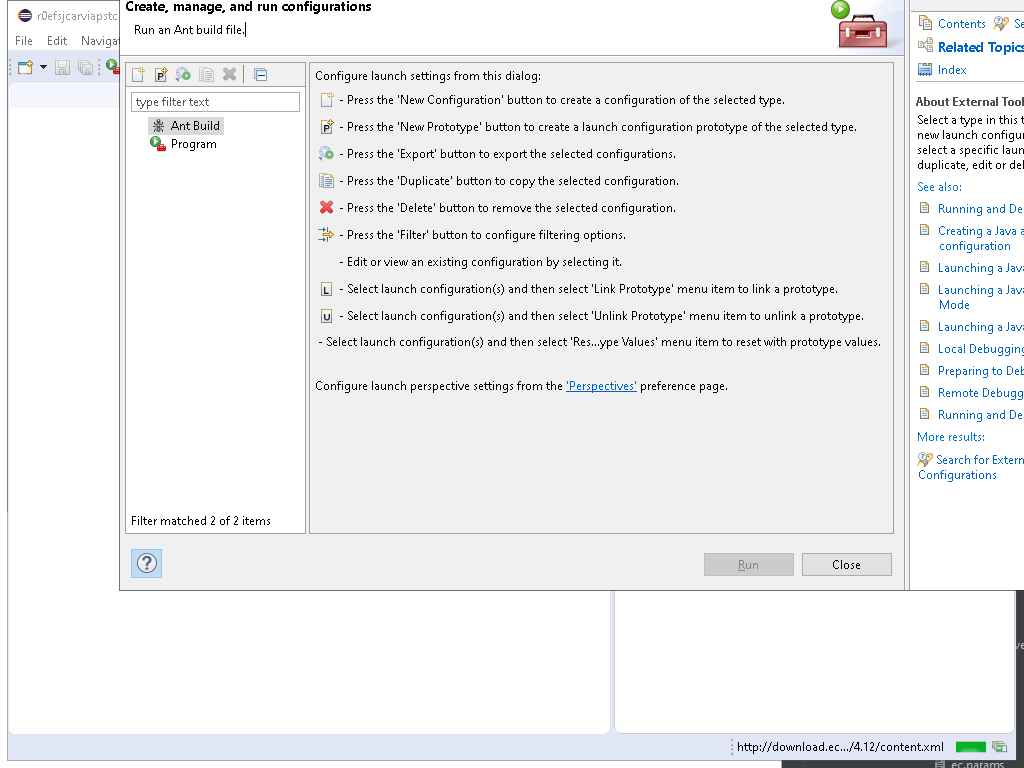 r0efsjcarviapstc
File Edit Naviga
Create, manage, and run configurations
Run an Ant build file.
type filter text
Ant Build
Program
Filter matched 2 of 2 items
Configure launch settings from this dialog:
- Press the 'New Configuration' button to create a configuration of the selected type.
P - Press the 'New Prototype' button to create a launch configuration prototype of the selected type.
- Press the 'Export' button to export the selected configurations.
- Press the 'Duplicate' button to copy the selected configuration.
- Press the 'Delete' button to remove the selected configuration.
- Press the 'Filter' button to configure filtering options.
- Edit or view an existing configuration by selecting it.
L - Select launch configuration(s) and then select 'Link Prototype' menu item to link a prototype.
U - Select launch configuration(s) and then select 'Unlink Prototype' menu item to unlink a prototype.
- Select launch configuration(s) and then select 'Res...ype Values' menu item to reset with prototype values.
Configure launch perspective settings from the 'Perspectives' preference page.
? Run Close
Contents Se
Related Topics
Index
About External Tool
Select a type in this t
new launch configur
select a specific laun
duplicate, edit or del
See also:
Running and De
Creating a Java a
configuration
Launching a Java
Launching a Java
Mode
Launching a Java
Local Debugging
Preparing to Deb
Remote Debugg
Running and De
More results:
Search for Extern
Configurations
http://download.ec.../4.12/content.xml
ec.params